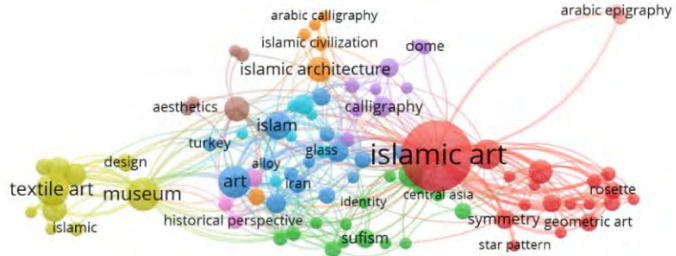 arabic calligraphy
arabic epigraphy
islamic civilization
dome
islamic architecture
aesthetics
calligraphy
islam
turkey
glass
islamic art
design
alloy
textile art
museum
art
iran
central asia
rosette
identity
islamic
historical perspective
symmetry
geometric art
sufism
star pattern